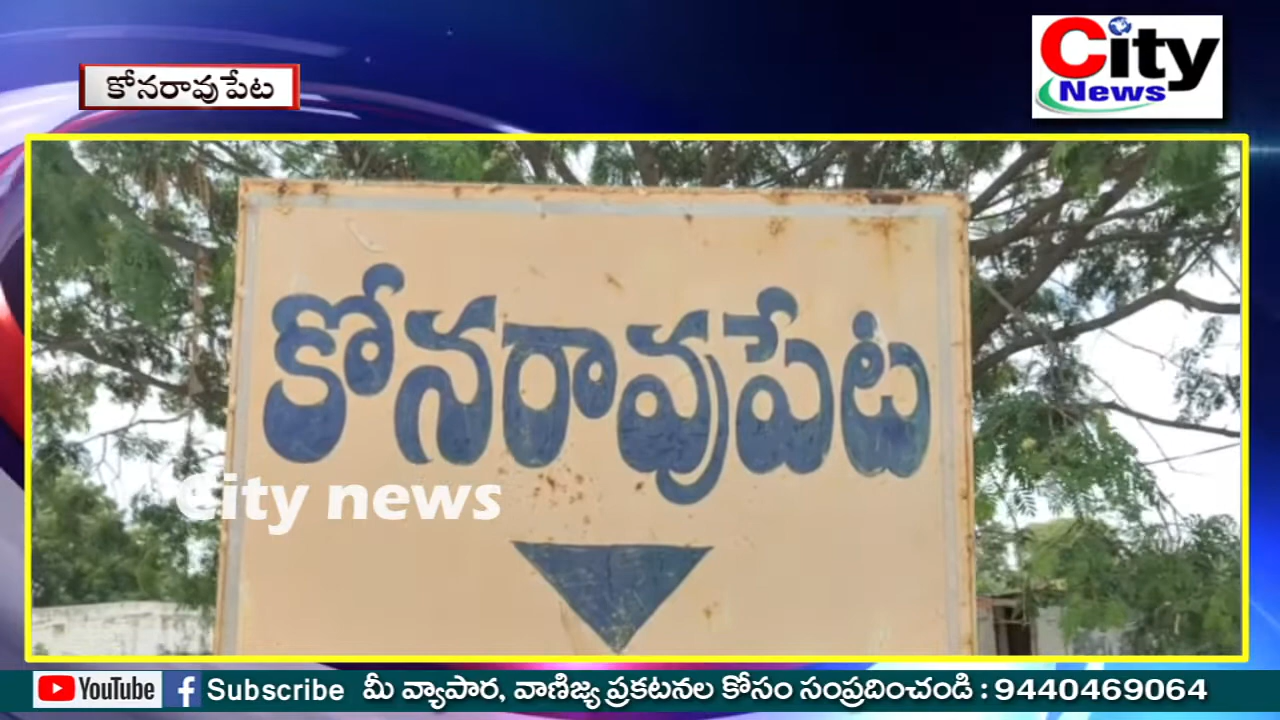 City
News
కోనరావుపేట
కోనరావుపేట
City news
YouTube f Subscribe మీ వ్యాపార, వాణిజ్య ప్రకటనల కోసం సంప్రదించండి : 9440469064